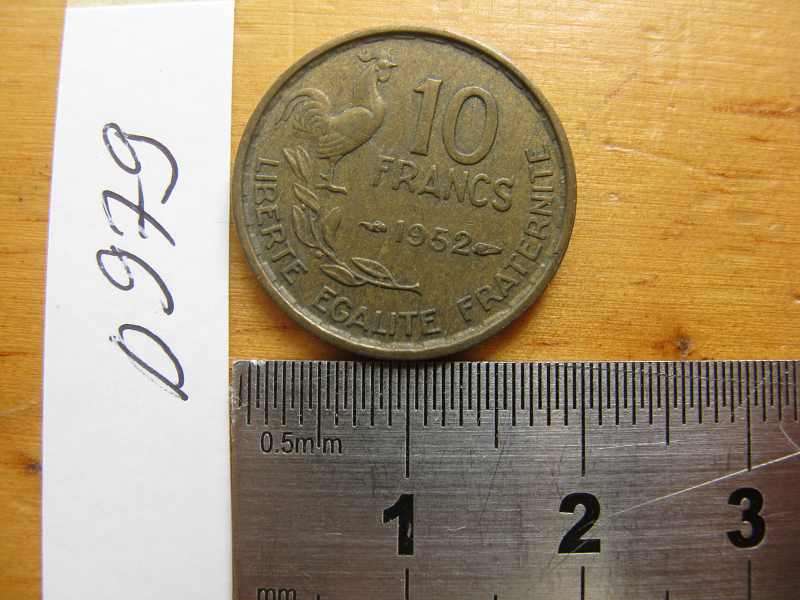 D979
10
FRANCS
1952
LIBERTE EGALITE FRATERNITE
0.5mm
1 2 3
mm